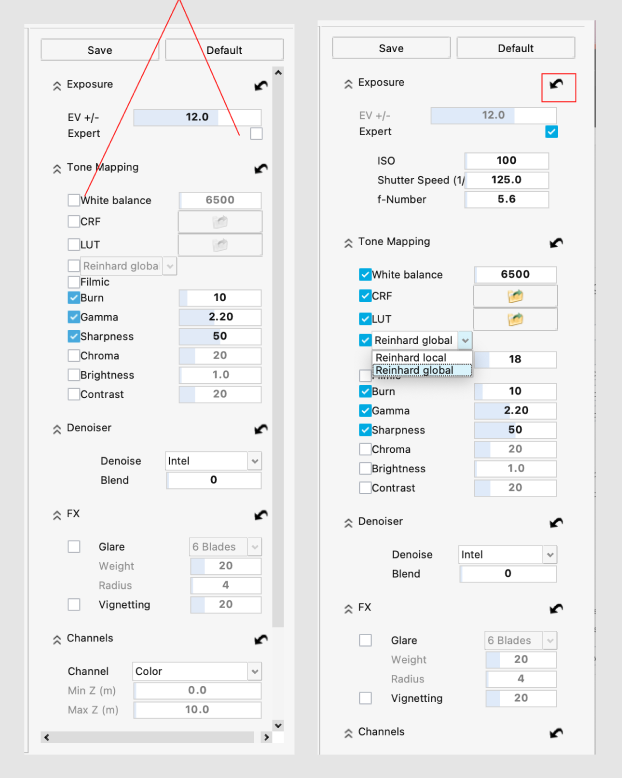 Save Default
Exposure
EV +/- 12.0
Expert
Tone Mapping
White balance 6500
CRF
LUT
Reinhard globa
Filmic
Burn 10
Gamma 2.20
Sharpness 50
Chroma 20
Brightness 1.0
Contrast 20
Denoiser
Denoise Intel
Blend 0
FX
Glare 6 Blades
Weight 20
Radius 4
Vignetting 20
Channels
Channel Color
Min Z (m) 0.0
Max Z (m) 10.0
Save Default
Exposure
EV +/- 12.0
Expert
ISO 100
Shutter Speed (1/ 125.0
f-Number 5.6
Tone Mapping
White balance 6500
CRF
LUT
Reinhard global
Reinhard local 18
Reinhard global
Burn 10
Gamma 2.20
Sharpness 50
Chroma 20
Brightness 1.0
Contrast 20
Denoiser
Denoise Intel
Blend 0
FX
Glare 6 Blades
Weight 20
Radius 4
Vignetting 20
Channels